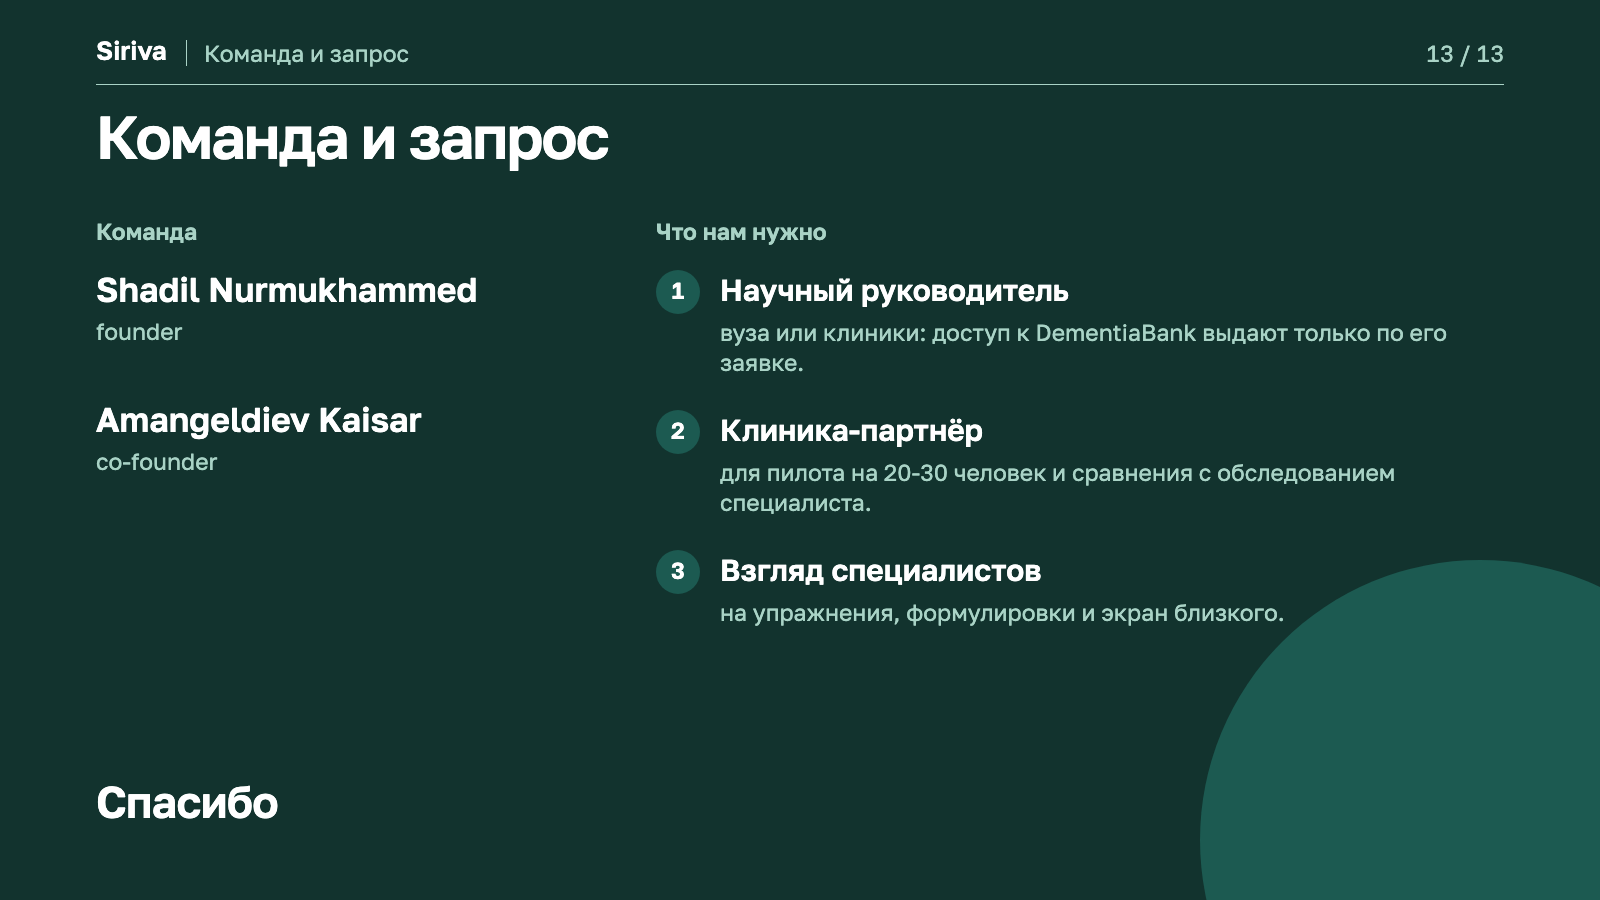 Siriva
Команда и запрос
13 / 13
Команда и запрос
Команда
Shadil Nurmukhammed
founder
Amangeldiev Kaisar
co-founder
Что нам нужно
1
Научный руководитель
вуза или клиники: доступ к DementiaBank выдают только по его
заявке.
2
Клиника-партнёр
для пилота на 20-30 человек и сравнения с обследованием
специалиста.
3
Взгляд специалистов
на упражнения, формулировки и экран близкого.
Спасибо